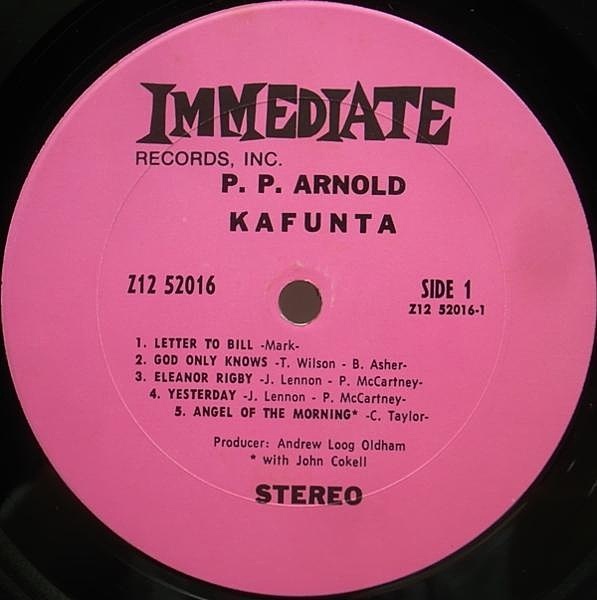 IMMEDIATE
RECORDS, INC.
P. P. ARNOLD
KAFUNTA
Z12 52016
SIDE 1
Z12 52016-1
1. LETTER TO BILL -Mark-
2. GOD ONLY KNOWS -T. Wilson - B. Asher-
3. ELEANOR RIGBY -J. Lennon - P. McCartney-
4. YESTERDAY -J. Lennon - P. McCartney-
5. ANGEL OF THE MORNING* -C. Taylor-
Producer: Andrew Loog Oldham
* with John Cokell
STEREO